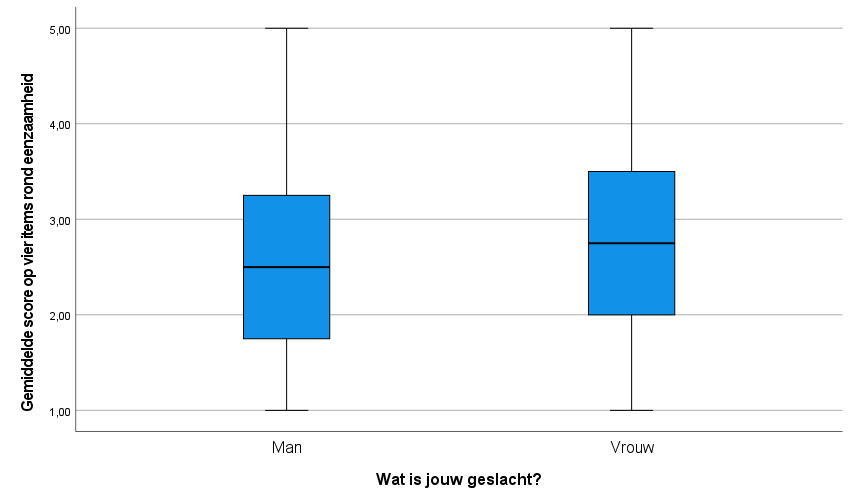 Gemiddelde score op vier items rond eenzaamheid
5,00
4,00
3,00
2,00
1,00
Man
Vrouw
Wat is jouw geslacht?